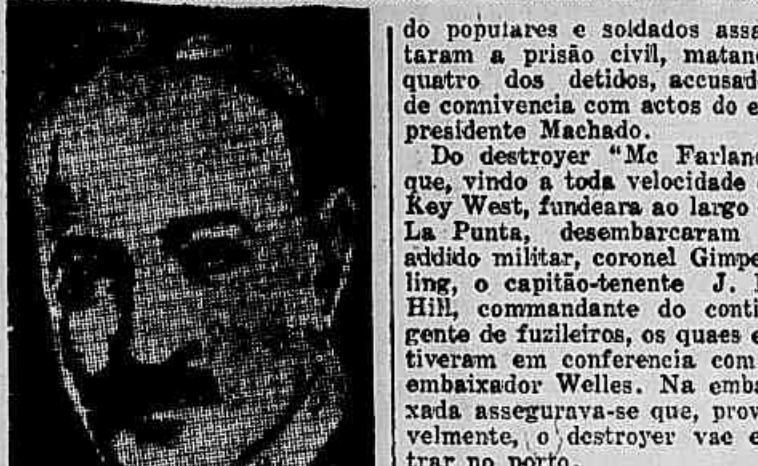 do populares e soldados assa
taram a prisão civil, matand
quatro dos detidos, accusad
de connivencia com actos do e
presidente Machado.
Do destroyer "Mc Farland
que, vindo a toda velocidade
Key West, fundeara ao largo
La Punta, desembarcaram
addido militar, coronel Gimpe
ling, o capitão-tenente J.
Hill, commandante do conti
gente de fuzileiros, os quaes e
tiveram em conferencia com
embaixador Welles. Na emba
xada assegurava-se que, prov
velmente, o destroyer vae e
trar no porto.